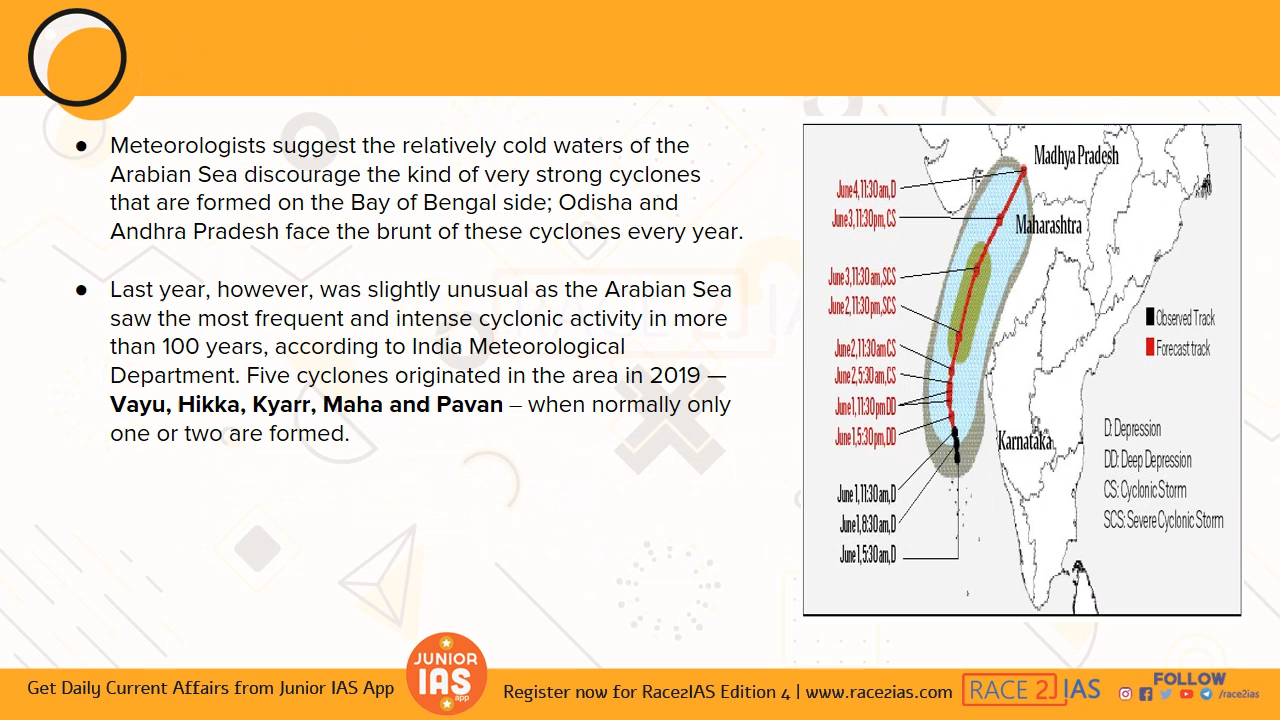 ● Meteorologists suggest the relatively cold waters of the
Arabian Sea discourage the kind of very strong cyclones
that are formed on the Bay of Bengal side; Odisha and
Andhra Pradesh face the brunt of these cyclones every year.
● Last year, however, was slightly unusual as the Arabian Sea
saw the most frequent and intense cyclonic activity in more
than 100 years, according to India Meteorological
Department. Five cyclones originated in the area in 2019 —
Vayu, Hikka, Kyarr, Maha and Pavan – when normally only
one or two are formed.
Madhya Pradesh
June 4, 11:30 am, D
June 3, 11:30 pm, CS
Maharashtra
June 3, 11:30 am, SCS
June 2, 11:30 pm, SCS
June 2, 11:30 am CS
June 2, 5:30 am, CS
June 1, 11:30 pm DD
June 1, 5:30 pm, DD
Karnataka
June 1, 11:30 am, D
June 1, 8:30 am, D
June 1, 5:30 am, D
Observed Track
Forecast track
D: Depression
DD: Deep Depression
CS: Cyclonic Storm
SCS: Severe Cyclonic Storm
RACE 2 IA
Get Daily Current Affairs from Junior IAS App
JUNIOR
IAS
app
Register now for Race2IAS Edition 4 | www.race2ias.com
RACE 2 IAS
FOLLOW
/race2ias